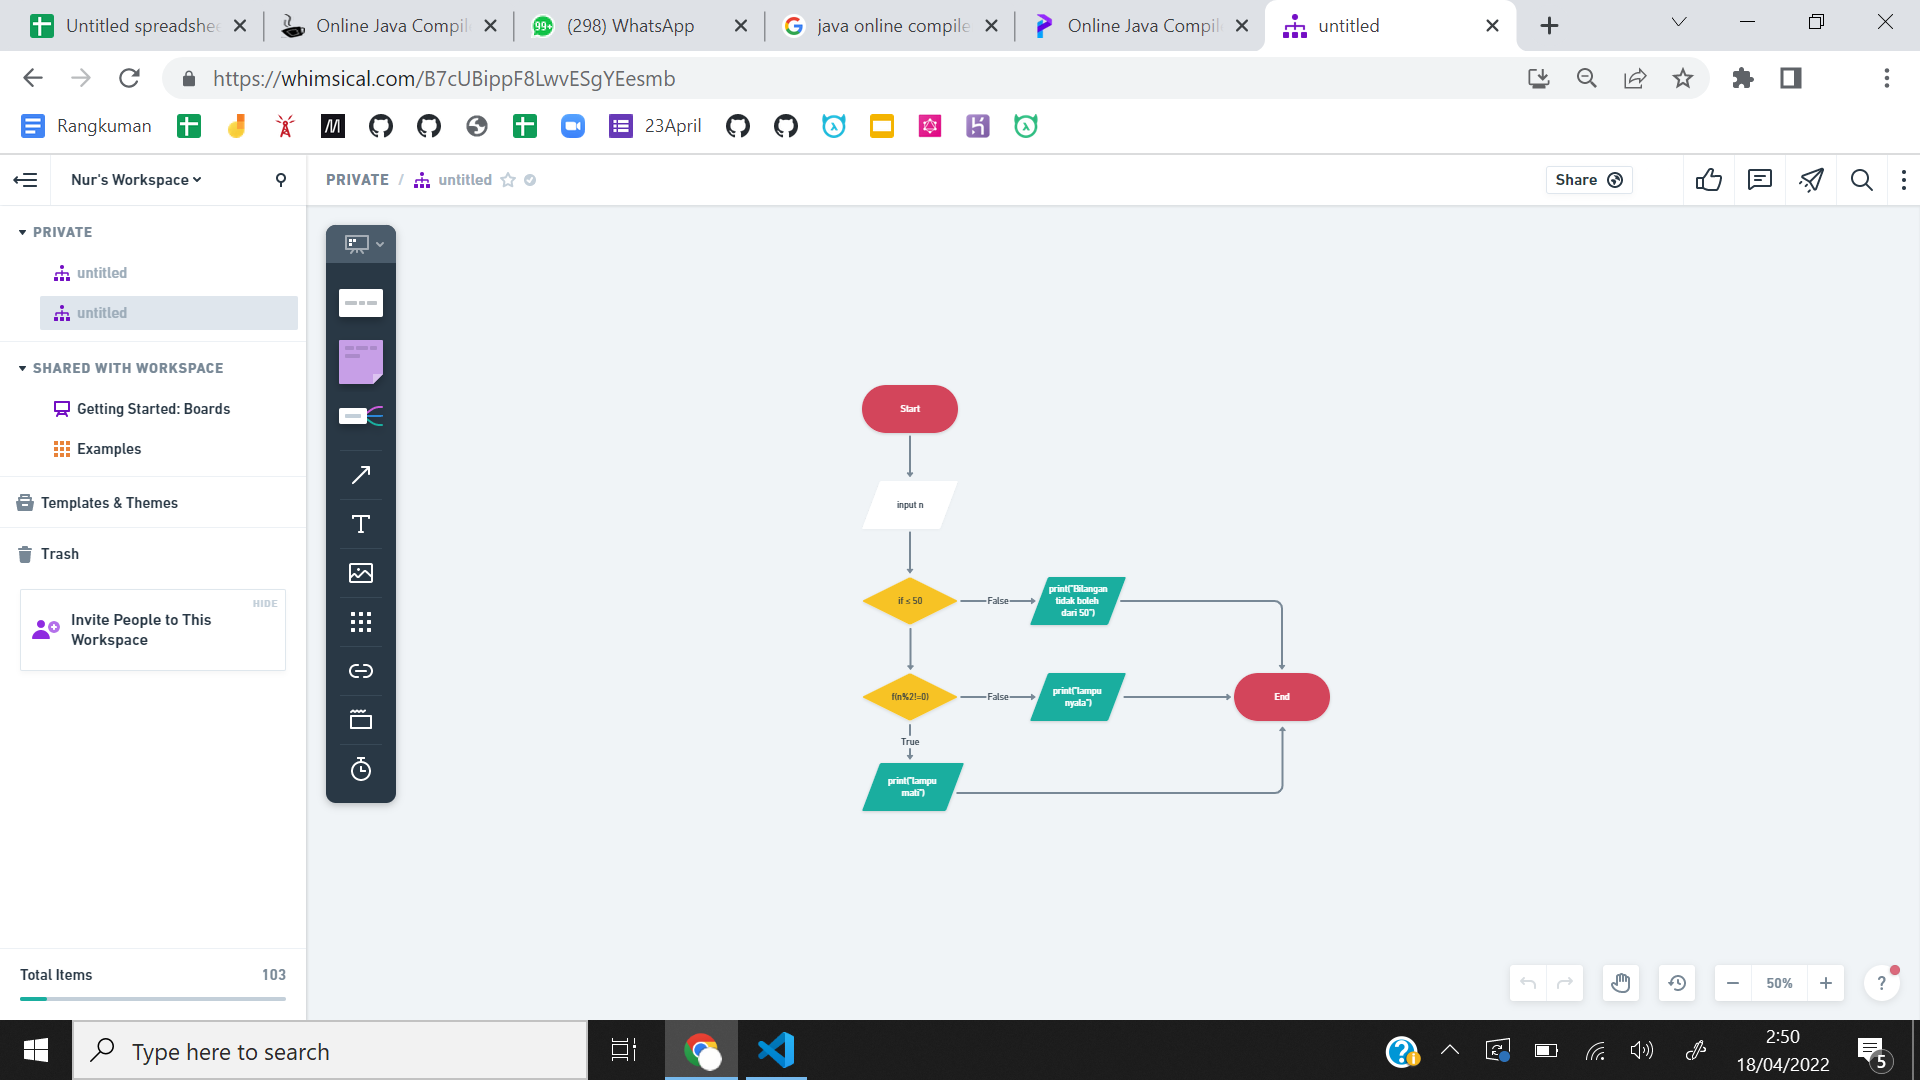 Untitled spreadshe
Online Java Compil
(298) WhatsApp
java online compile
Online Java Compil
untitled
https://whimsical.com/B7cUBippF8LwvESgYEesmb
Rangkuman
23April
Nur's Workspace
PRIVATE / untitled
Share
PRIVATE
untitled
untitled
SHARED WITH WORKSPACE
Getting Started: Boards
Examples
Templates & Themes
Trash
HIDE
Invite People to This
Workspace
Total Items 103
Start
input n
if ≤ 50
False
print("Bilangan
tidak boleh
dari 50")
f(n%2!=0)
False
print("lampu
nyala")
End
True
print("lampu
mati")
50%
?
Type here to search
2:50
18/04/2022
5